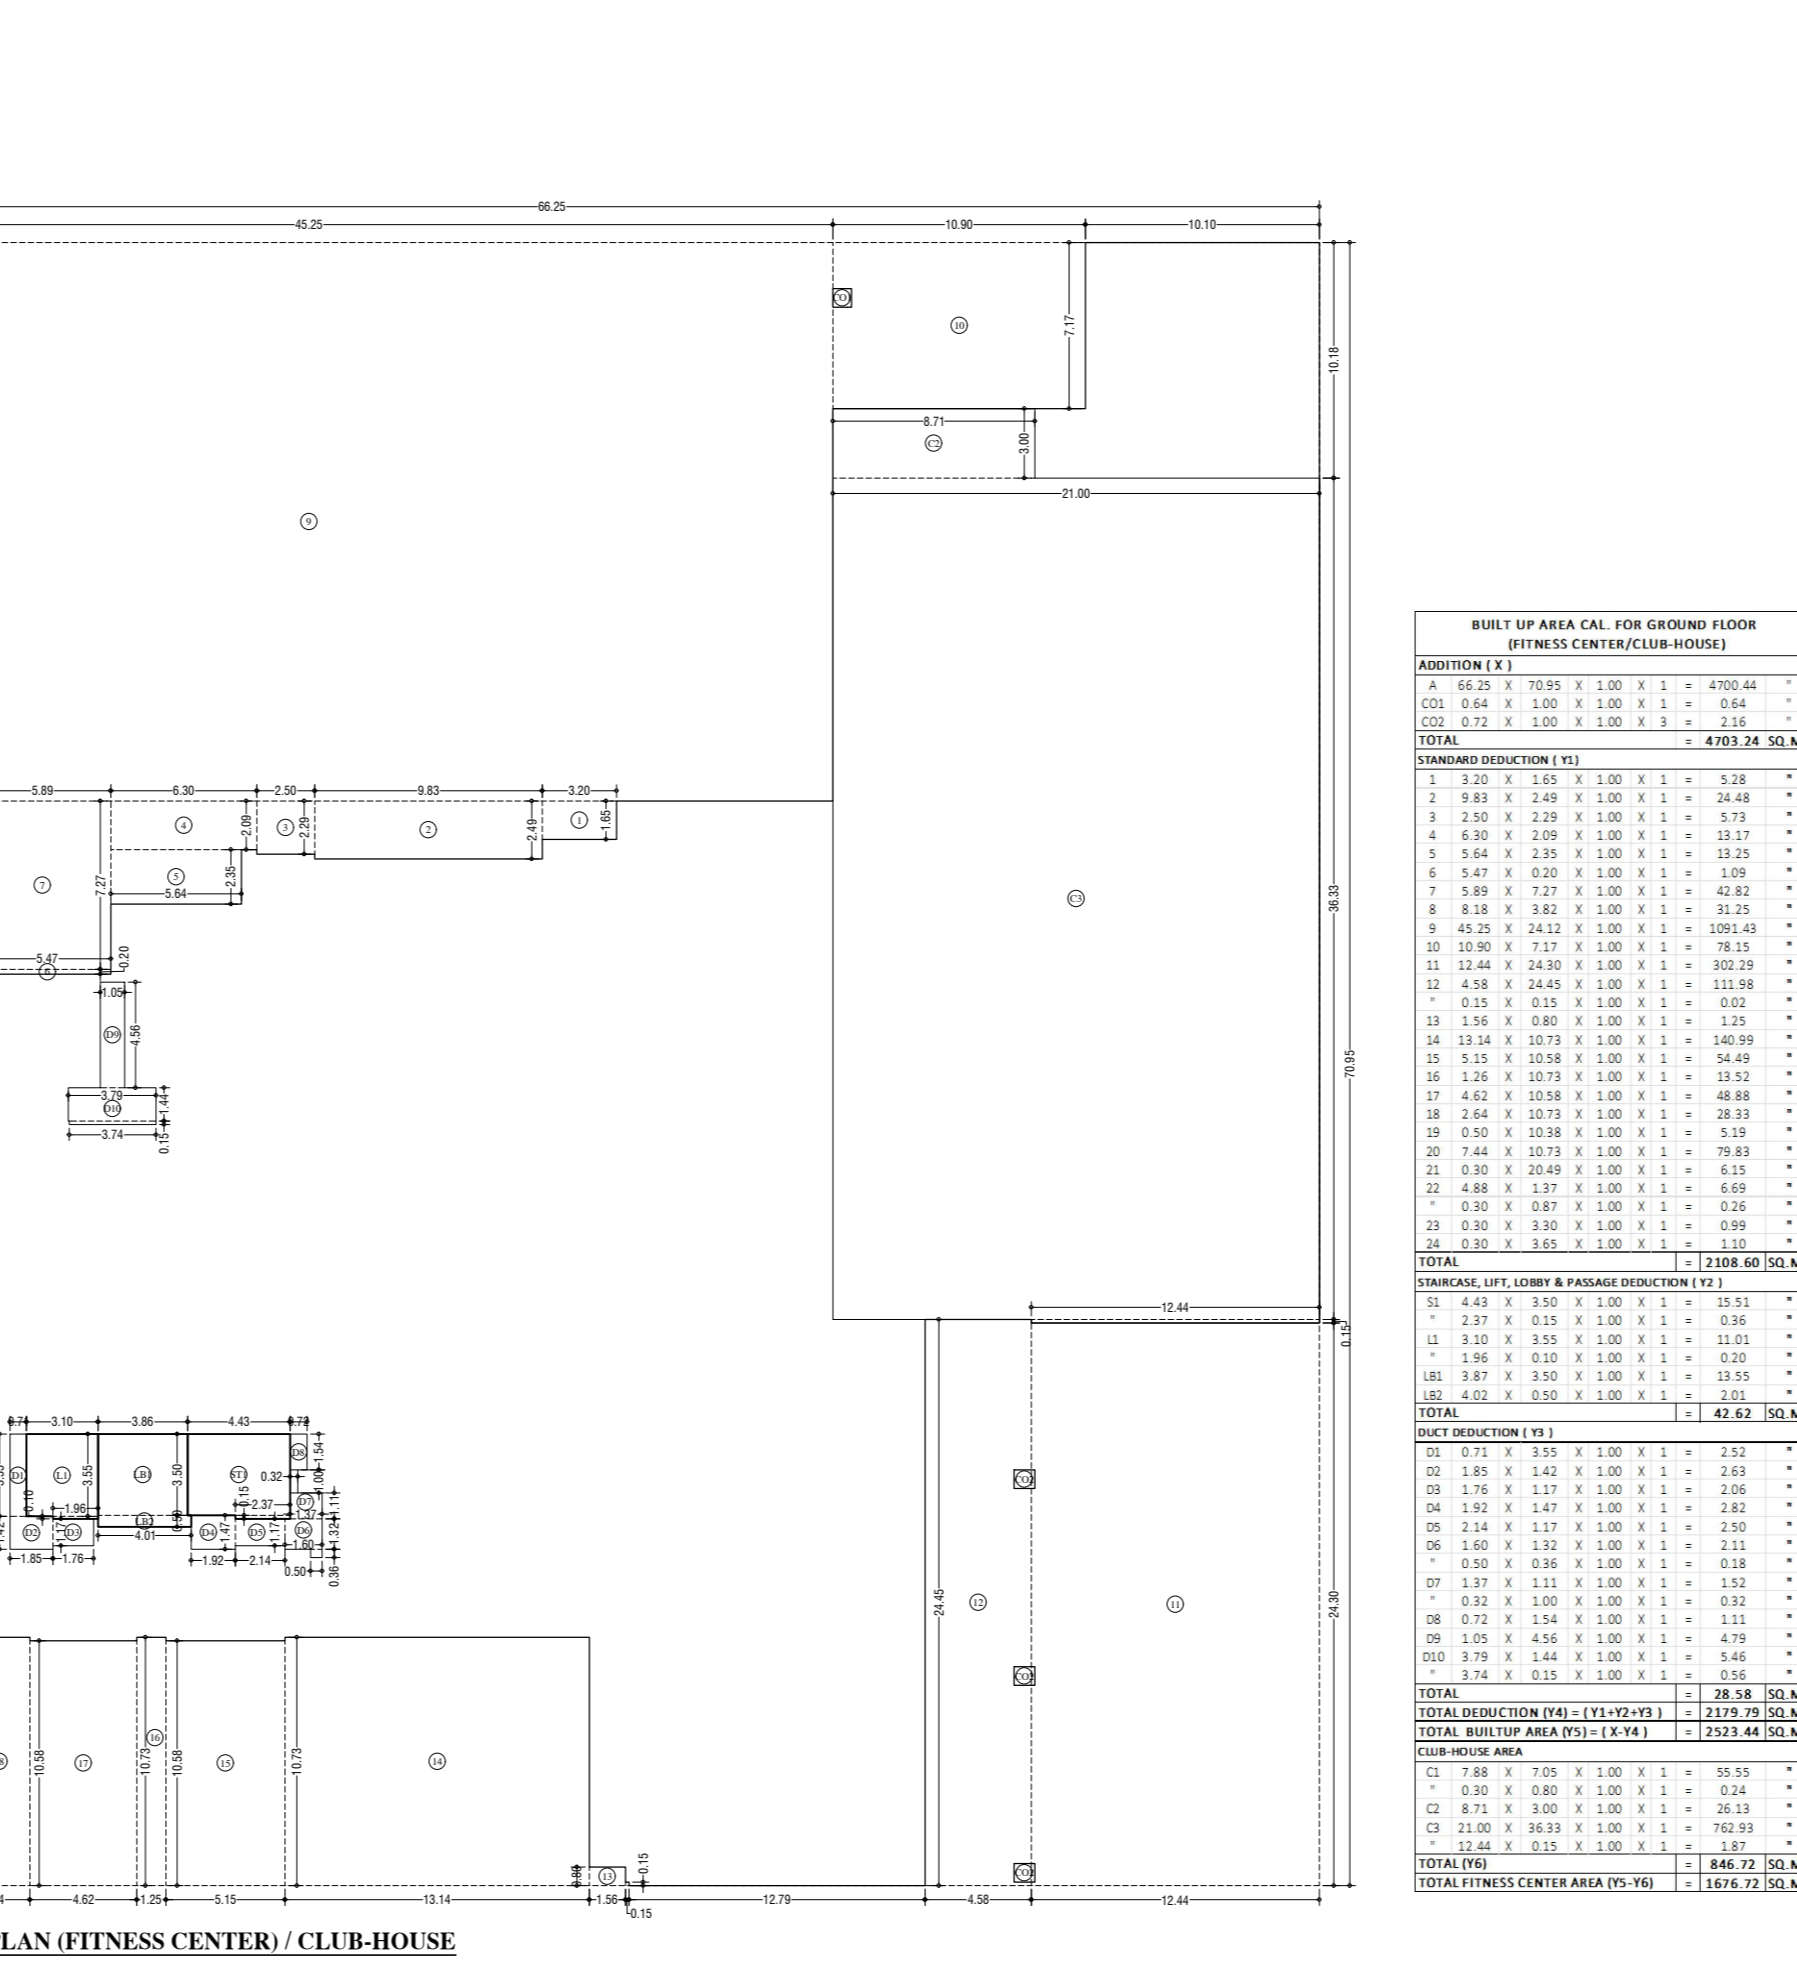 66.25
45.25 10.90 10.10
CO1
10
7.17
10.18
8.71
C2
3.00
21.00
9
5.89 6.30 2.50 9.83 3.20
4 3 2 1
2.09 2.29 2.49 1.65
7 5
7.27 2.35
5.64
C3
36.33
5.47
6
0.20
1.05
D9
4.56
70.95
3.79
D10
1.44
3.74
0.15
12.44
0.15
3.10 3.86 4.43 0.72
D1 L1 LB1 ST1 D8
3.55 3.50 1.54
0.32 1.00
0.10 1.96 0.15 2.37 D7 1.11
1.37
D2 D3 LB2 0.50 D4 D5 D6
1.17 4.01 1.47 1.17 1.32
1.60
1.85 1.76 1.92 2.14
0.50 0.36
CO2
24.45
12 11
24.30
CO2
10.58 17 10.73 16 10.58 15 10.73 14
CO2
0.80 13 0.15
4.62 1.25 5.15 13.14 1.56 12.79 4.58 12.44
0.15
LAN (FITNESS CENTER) / CLUB-HOUSE
BUILT UP AREA CAL. FOR GROUND FLOOR
(FITNESS CENTER/CLUB-HOUSE)
ADDITION ( X )
A 66.25 X 70.95 X 1.00 X 1 = 4700.44 "
CO1 0.64 X 1.00 X 1.00 X 1 = 0.64 "
CO2 0.72 X 1.00 X 1.00 X 3 = 2.16 "
TOTAL = 4703.24 SQ.M
STANDARD DEDUCTION ( Y1)
1 3.20 X 1.65 X 1.00 X 1 = 5.28 "
2 9.83 X 2.49 X 1.00 X 1 = 24.48 "
3 2.50 X 2.29 X 1.00 X 1 = 5.73 "
4 6.30 X 2.09 X 1.00 X 1 = 13.17 "
5 5.64 X 2.35 X 1.00 X 1 = 13.25 "
6 5.47 X 0.20 X 1.00 X 1 = 1.09 "
7 5.89 X 7.27 X 1.00 X 1 = 42.82 "
8 8.18 X 3.82 X 1.00 X 1 = 31.25 "
9 45.25 X 24.12 X 1.00 X 1 = 1091.43 "
10 10.90 X 7.17 X 1.00 X 1 = 78.15 "
11 12.44 X 24.30 X 1.00 X 1 = 302.29 "
12 4.58 X 24.45 X 1.00 X 1 = 111.98 "
" 0.15 X 0.15 X 1.00 X 1 = 0.02 "
13 1.56 X 0.80 X 1.00 X 1 = 1.25 "
14 13.14 X 10.73 X 1.00 X 1 = 140.99 "
15 5.15 X 10.58 X 1.00 X 1 = 54.49 "
16 1.26 X 10.73 X 1.00 X 1 = 13.52 "
17 4.62 X 10.58 X 1.00 X 1 = 48.88 "
18 2.64 X 10.73 X 1.00 X 1 = 28.33 "
19 0.50 X 10.38 X 1.00 X 1 = 5.19 "
20 7.44 X 10.73 X 1.00 X 1 = 79.83 "
21 0.30 X 20.49 X 1.00 X 1 = 6.15 "
22 4.88 X 1.37 X 1.00 X 1 = 6.69 "
" 0.30 X 0.87 X 1.00 X 1 = 0.26 "
23 0.30 X 3.30 X 1.00 X 1 = 0.99 "
24 0.30 X 3.65 X 1.00 X 1 = 1.10 "
TOTAL = 2108.60 SQ.M
STAIRCASE, LIFT, LOBBY & PASSAGE DEDUCTION ( Y2 )
S1 4.43 X 3.50 X 1.00 X 1 = 15.51 "
" 2.37 X 0.15 X 1.00 X 1 = 0.36 "
L1 3.10 X 3.55 X 1.00 X 1 = 11.01 "
" 1.96 X 0.10 X 1.00 X 1 = 0.20 "
LB1 3.87 X 3.50 X 1.00 X 1 = 13.55 "
LB2 4.02 X 0.50 X 1.00 X 1 = 2.01 "
TOTAL = 42.62 SQ.M
DUCT DEDUCTION ( Y3 )
D1 0.71 X 3.55 X 1.00 X 1 = 2.52 "
D2 1.85 X 1.42 X 1.00 X 1 = 2.63 "
D3 1.76 X 1.17 X 1.00 X 1 = 2.06 "
D4 1.92 X 1.47 X 1.00 X 1 = 2.82 "
D5 2.14 X 1.17 X 1.00 X 1 = 2.50 "
D6 1.60 X 1.32 X 1.00 X 1 = 2.11 "
" 0.50 X 0.36 X 1.00 X 1 = 0.18 "
D7 1.37 X 1.11 X 1.00 X 1 = 1.52 "
" 0.32 X 1.00 X 1.00 X 1 = 0.32 "
D8 0.72 X 1.54 X 1.00 X 1 = 1.11 "
D9 1.05 X 4.56 X 1.00 X 1 = 4.79 "
D10 3.79 X 1.44 X 1.00 X 1 = 5.46 "
" 3.74 X 0.15 X 1.00 X 1 = 0.56 "
TOTAL = 28.58 SQ.M
TOTAL DEDUCTION (Y4) = ( Y1+Y2+Y3 ) = 2179.79 SQ.M
TOTAL BUILTUP AREA (Y5) = ( X-Y4 ) = 2523.44 SQ.M
CLUB-HOUSE AREA
C1 7.88 X 7.05 X 1.00 X 1 = 55.55 "
" 0.30 X 0.80 X 1.00 X 1 = 0.24 "
C2 8.71 X 3.00 X 1.00 X 1 = 26.13 "
C3 21.00 X 36.33 X 1.00 X 1 = 762.93 "
" 12.44 X 0.15 X 1.00 X 1 = 1.87 "
TOTAL (Y6) = 846.72 SQ.M
TOTAL FITNESS CENTER AREA (Y5-Y6) = 1676.72 SQ.M